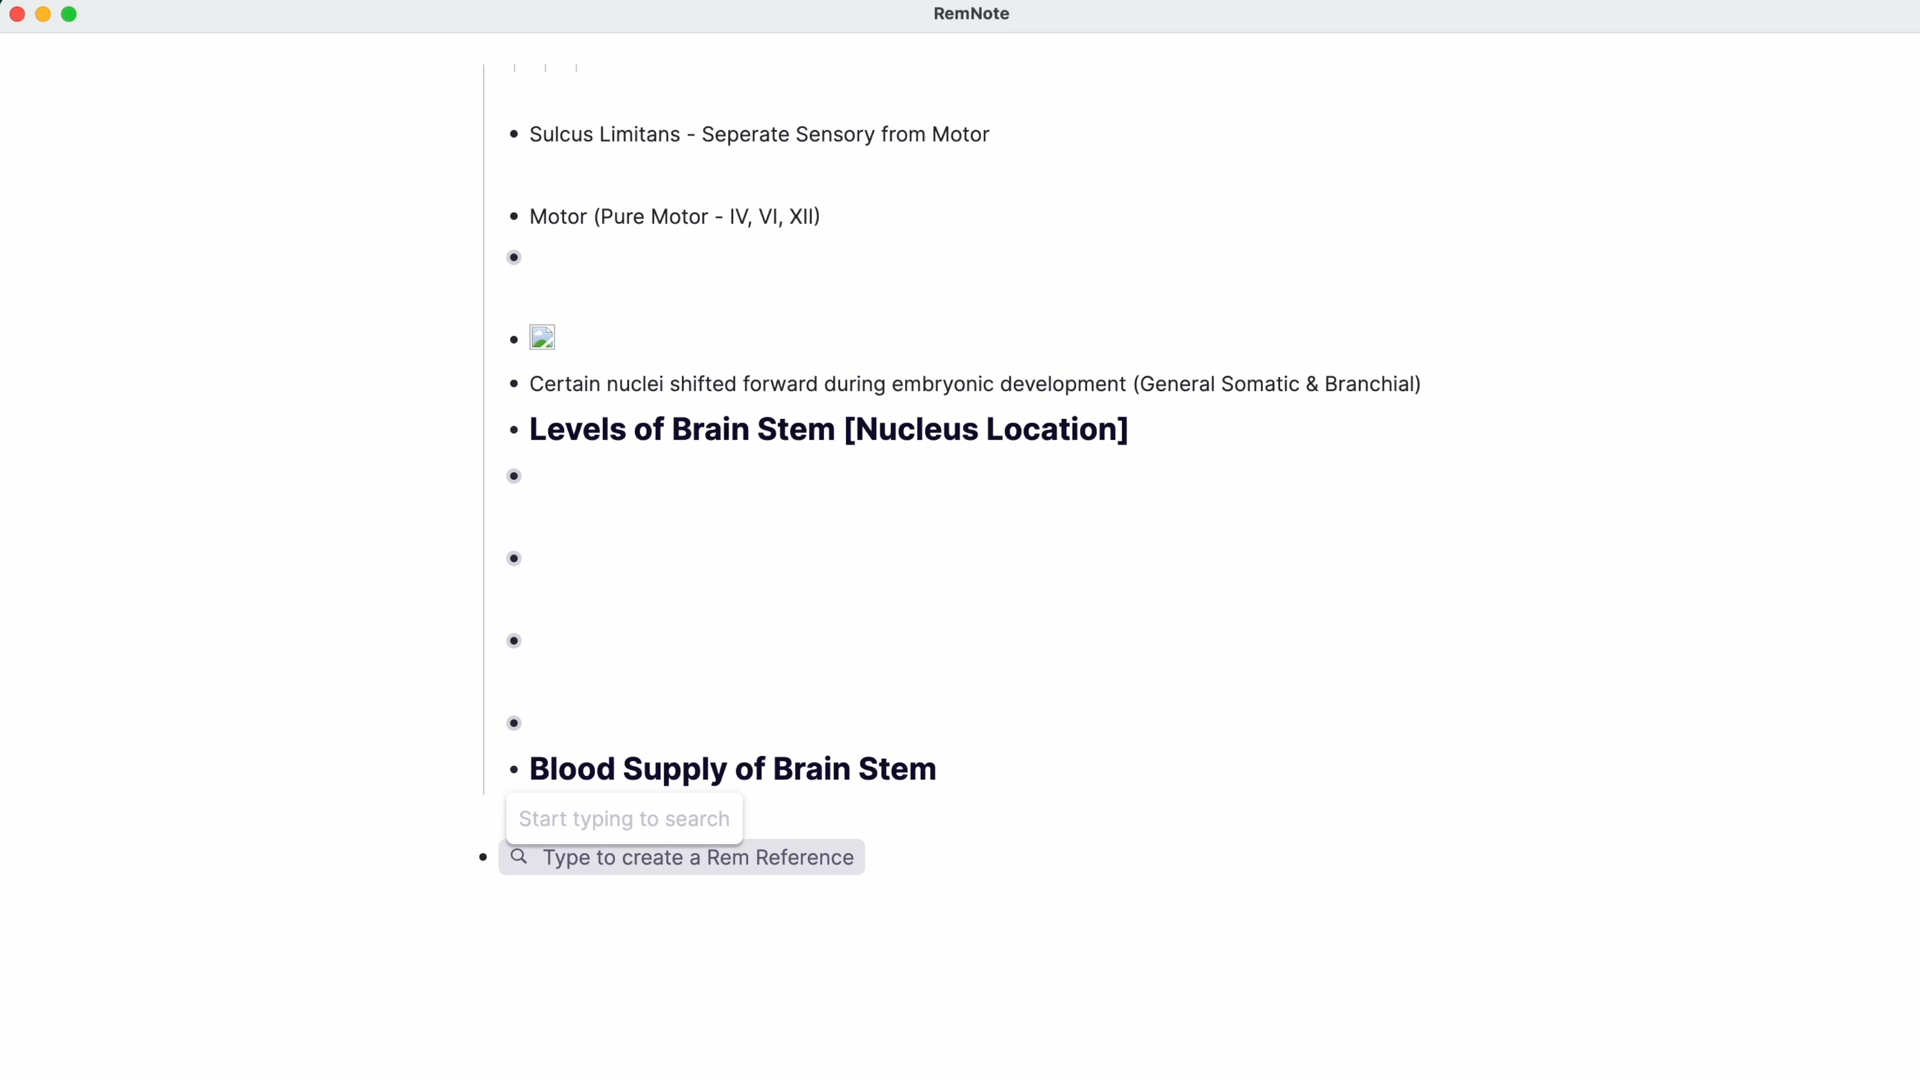 RemNote
Sulcus Limitans - Seperate Sensory from Motor
Motor (Pure Motor - IV, VI, XII)
Certain nuclei shifted forward during embryonic development (General Somatic & Branchial)
Levels of Brain Stem [Nucleus Location]
Blood Supply of Brain Stem
Start typing to search
Type to create a Rem Reference